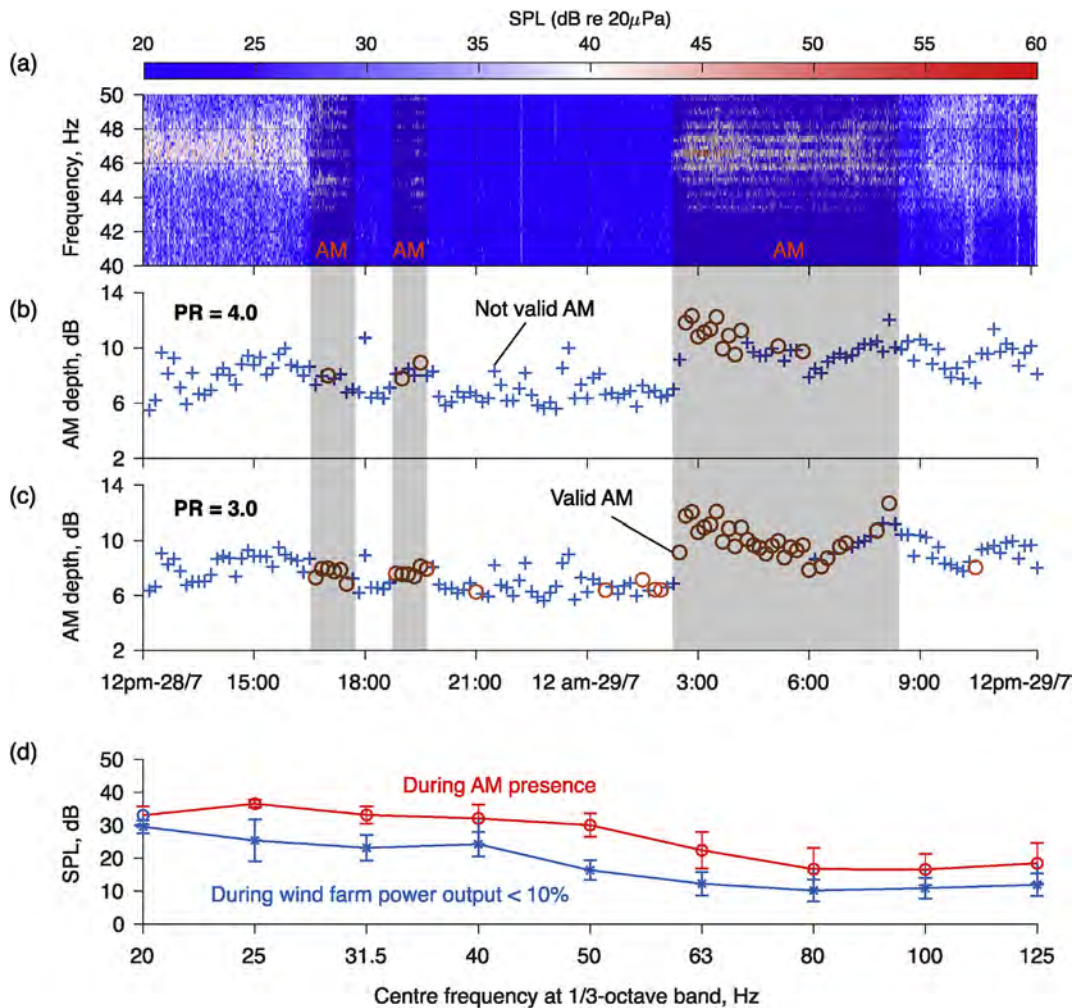 SPL (dB re 20μPa)
20 25 30 35 40 45 50 55 60
(a)
50
48
46
44
42
40
Frequency, Hz
AM AM AM
(b)
14
10
6
2
AM depth, dB
PR = 4.0
Not valid AM
(c)
14
10
6
2
AM depth, dB
PR = 3.0
Valid AM
12pm-28/7 15:00 18:00 21:00 12 am-29/7 3:00 6:00 9:00 12pm-29/7
(d)
50
40
30
20
10
0
SPL, dB
During AM presence
During wind farm power output < 10%
20 25 31.5 40 50 63 80 100 125
Centre frequency at 1/3-octave band, Hz